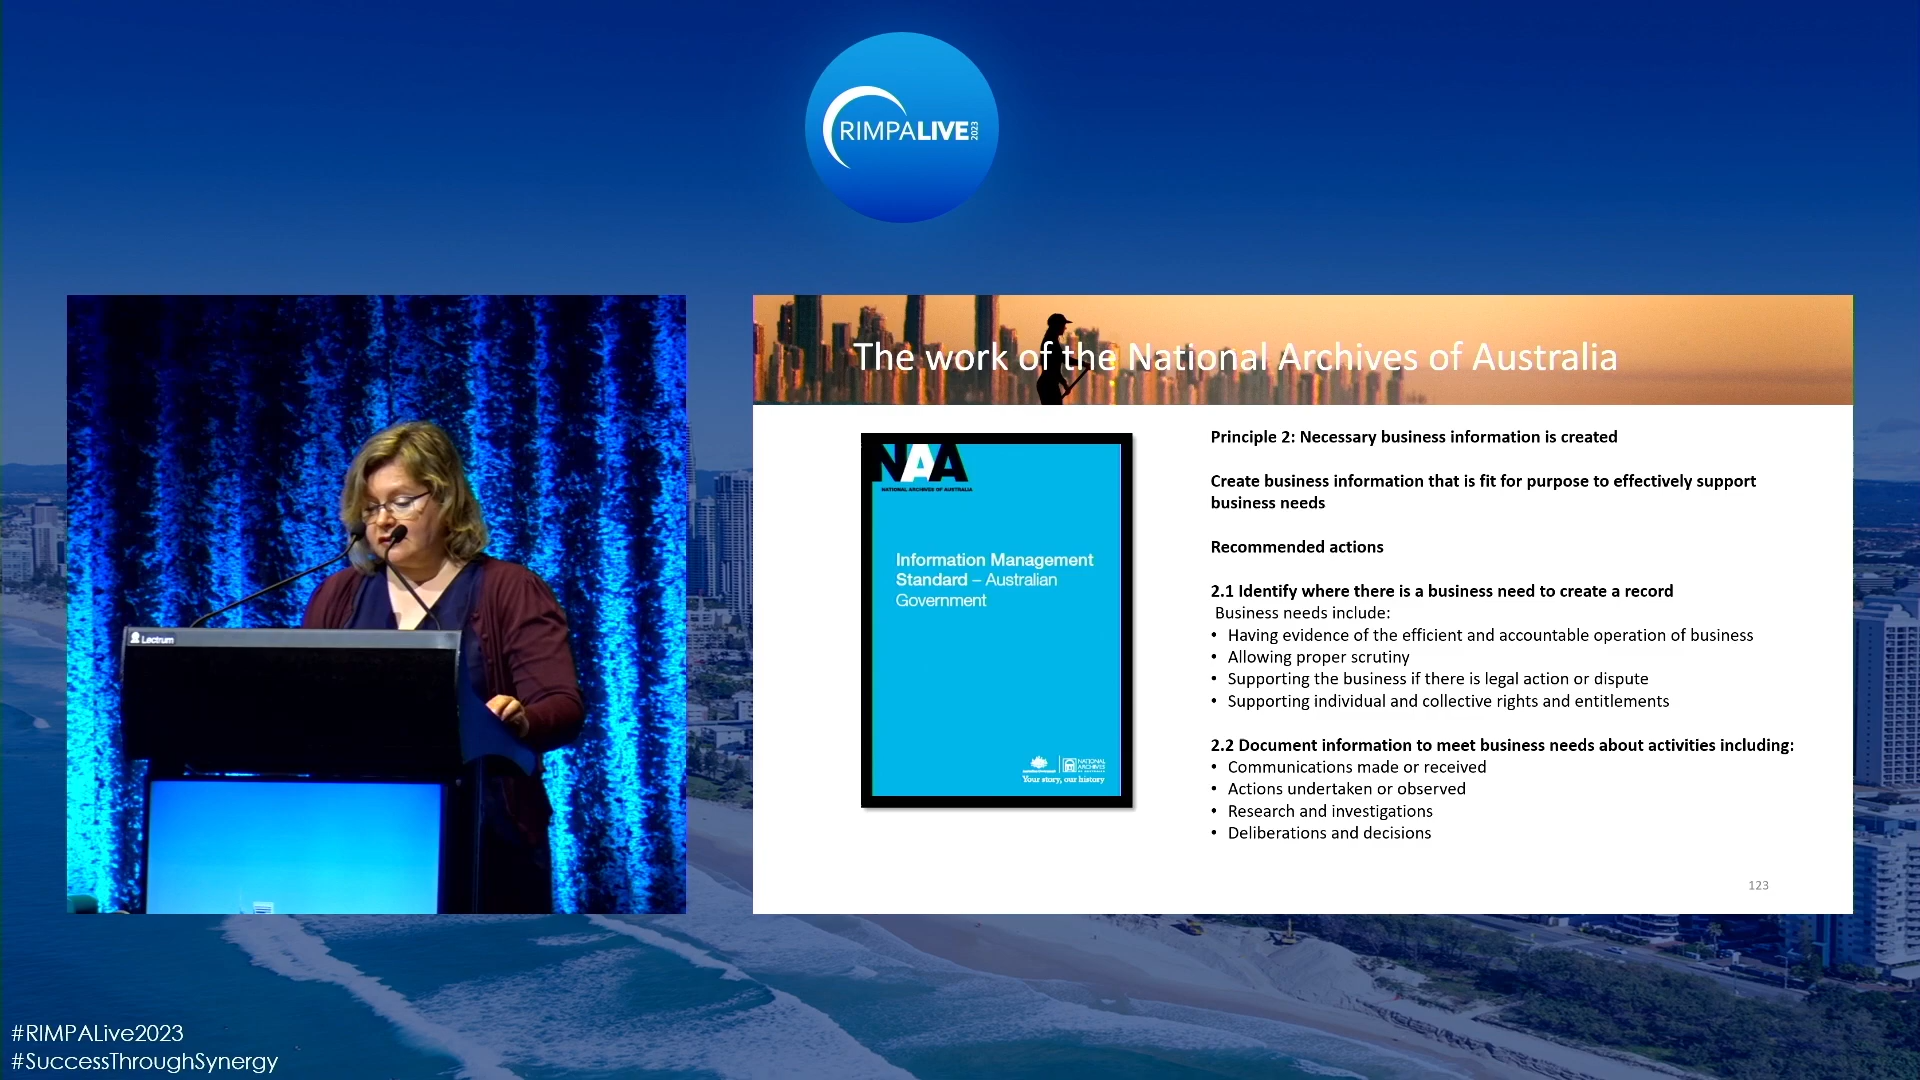 RIMPALIVE 2023
The work of the National Archives of Australia
NAA
NATIONAL ARCHIVES OF AUSTRALIA
Information Management
Standard – Australian
Government
Australian Government
NATIONAL
ARCHIVES
OF AUSTRALIA
Your story, our history
Principle 2: Necessary business information is created
Create business information that is fit for purpose to effectively support
business needs
Recommended actions
2.1 Identify where there is a business need to create a record
Business needs include:
• Having evidence of the efficient and accountable operation of business
• Allowing proper scrutiny
• Supporting the business if there is legal action or dispute
• Supporting individual and collective rights and entitlements
2.2 Document information to meet business needs about activities including:
• Communications made or received
• Actions undertaken or observed
• Research and investigations
• Deliberations and decisions
123
Lectrum
#RIMPALive2023
#SuccessThroughSynergy